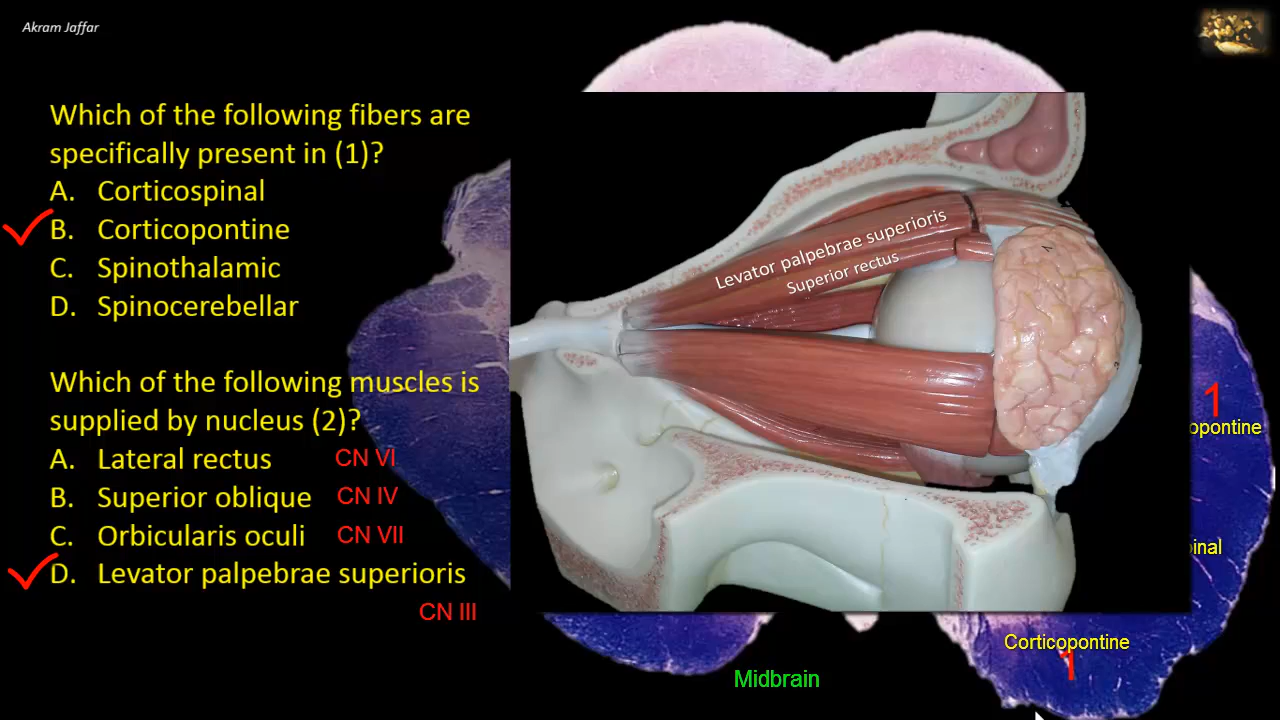 Akram Jaffar
Which of the following fibers are
specifically present in (1)?
A. Corticospinal
B. Corticopontine
C. Spinothalamic
D. Spinocerebellar
Which of the following muscles is
supplied by nucleus (2)?
A. Lateral rectus CN VI
B. Superior oblique CN IV
C. Orbicularis oculi CN VII
D. Levator palpebrae superioris
CN III
Levator palpebrae superioris
Superior rectus
1
opontine
inal
Corticopontine
1
Midbrain